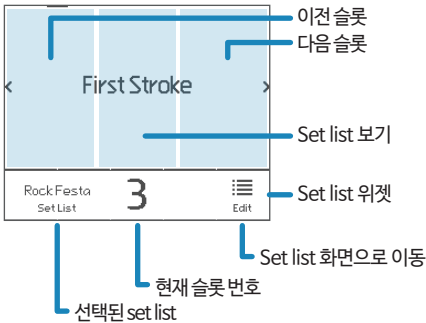 이전 슬롯
다음 슬롯
< First Stroke >
Set list 보기
Rock Festa
Set List
3
Edit
Set list 위젯
Set list 화면으로 이동
현재 슬롯 번호
선택된 set list